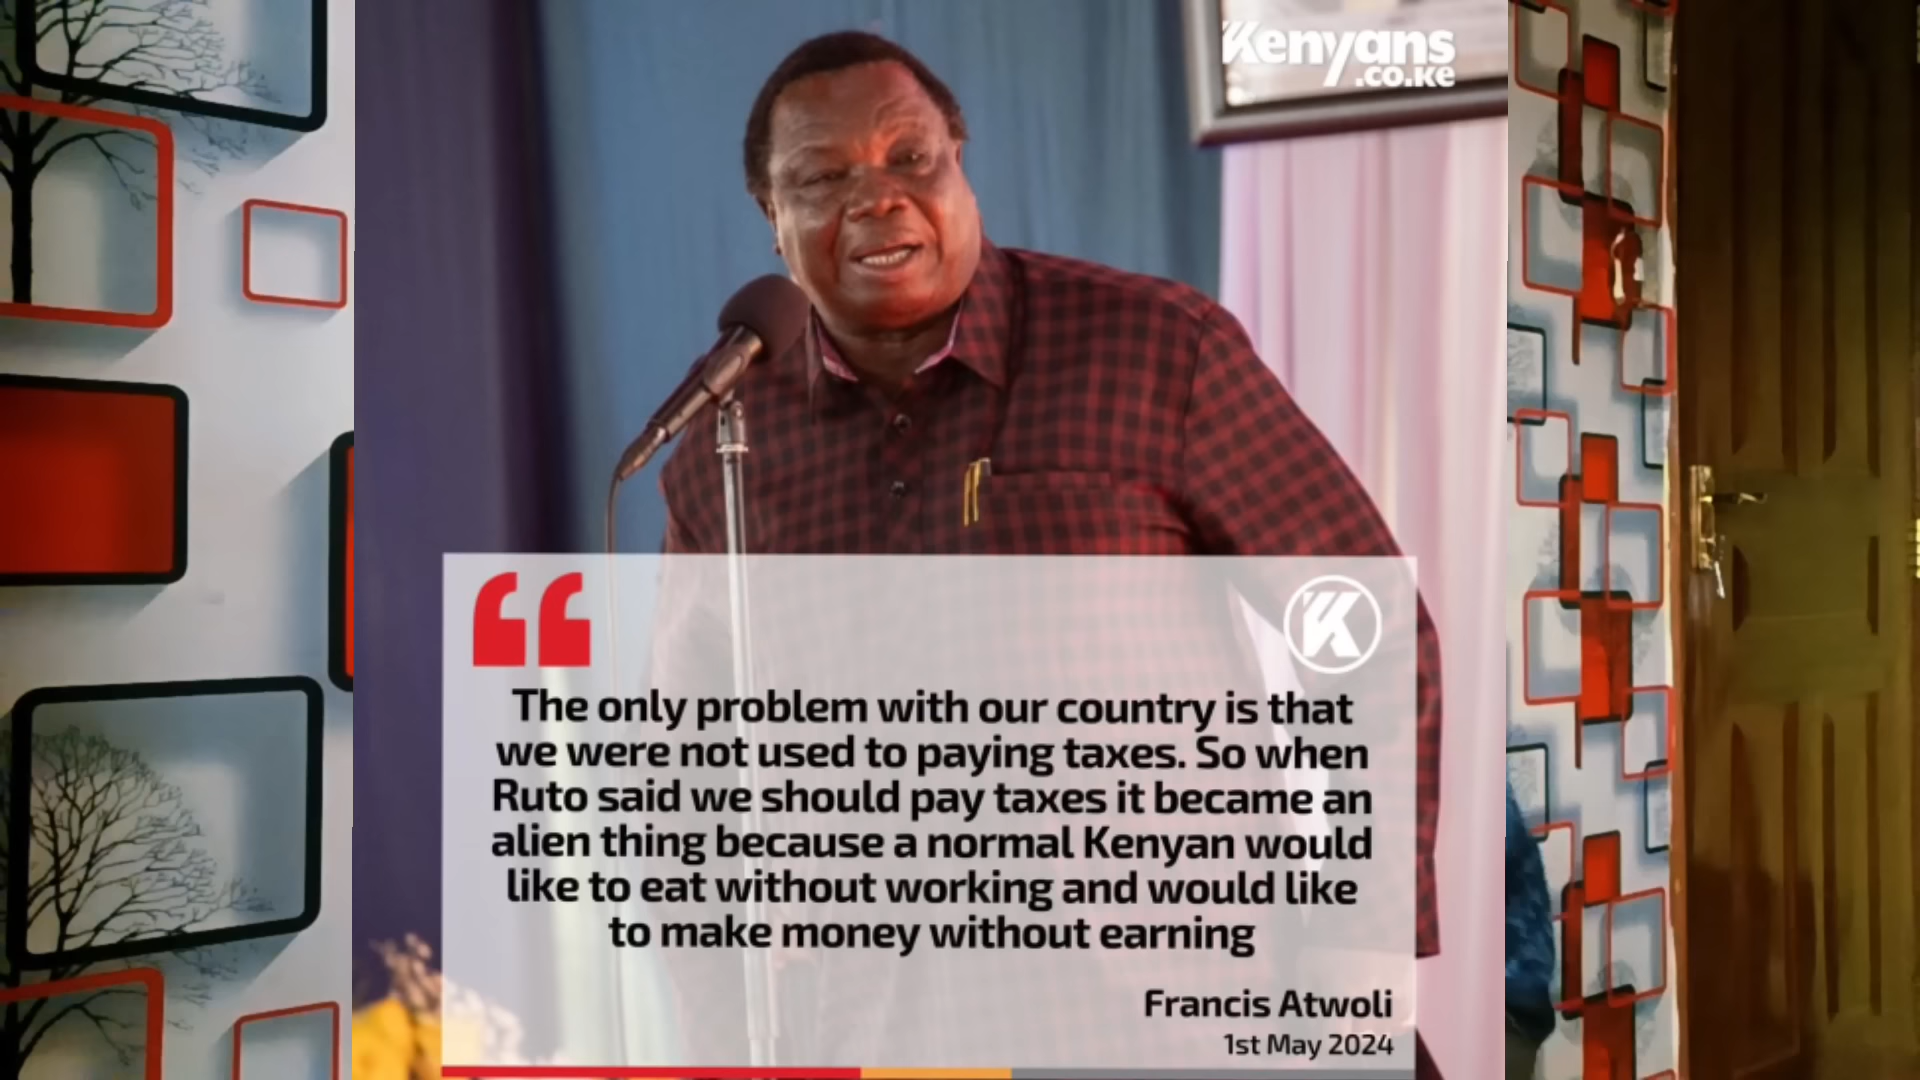 Kenyans
.co.ke
The only problem with our country is that
we were not used to paying taxes. So when
Ruto said we should pay taxes it became an
alien thing because a normal Kenyan would
like to eat without working and would like
to make money without earning
Francis Atwoli
1st May 2024